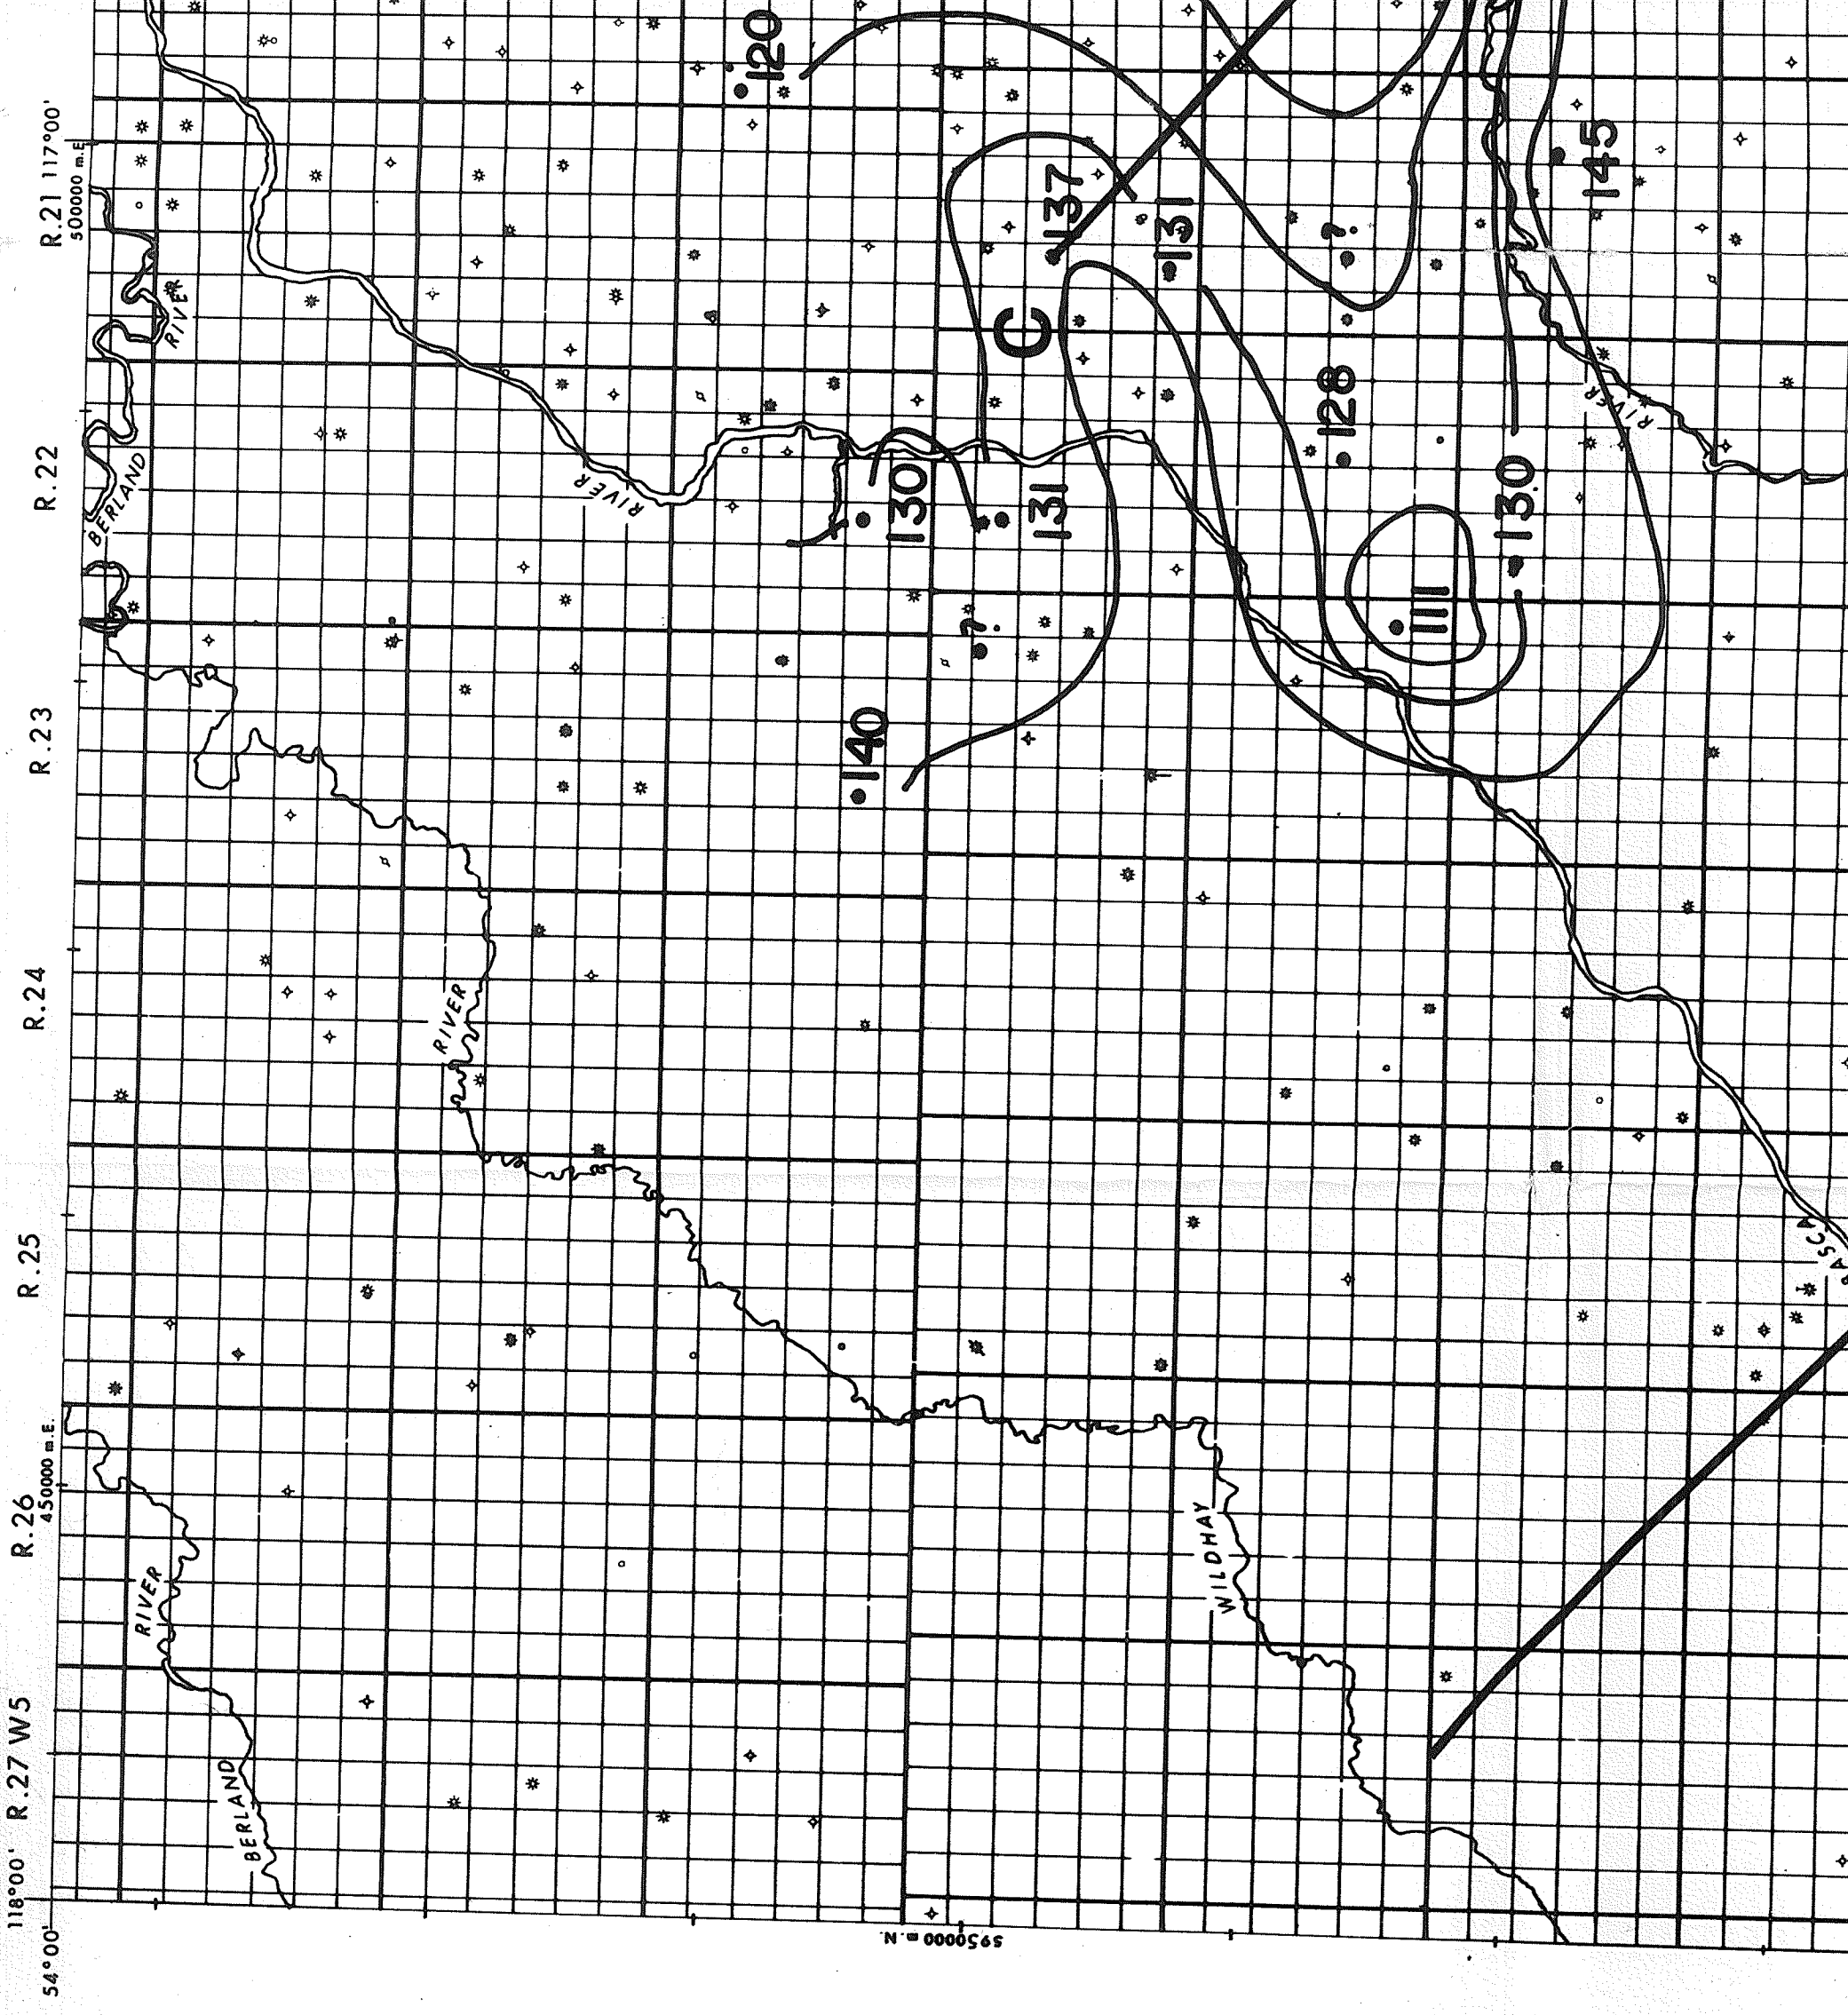 118°00'
R.27 W5
R.26
R.25
R.24
R.23
R.22
R.21
117°00'
54°00'
450000 m.E.
500000 m.E.
5950000 m.N.
BERLAND
RIVER
RIVER
BERLAND
RIVER
RIVER
WILDHAY
RIVER
RIVER
120
137
131
?
145
C
128
130
131
130
111
?
140